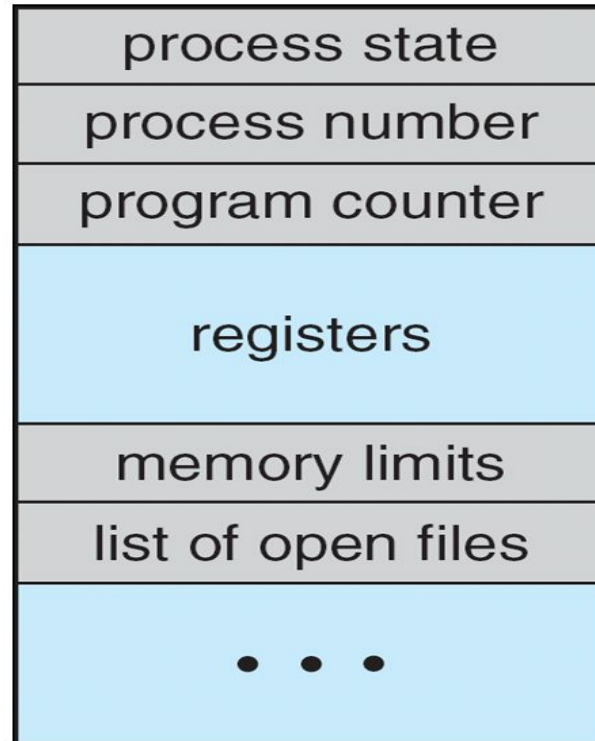 process state
process number
program counter
registers
memory limits
list of open files
• • •